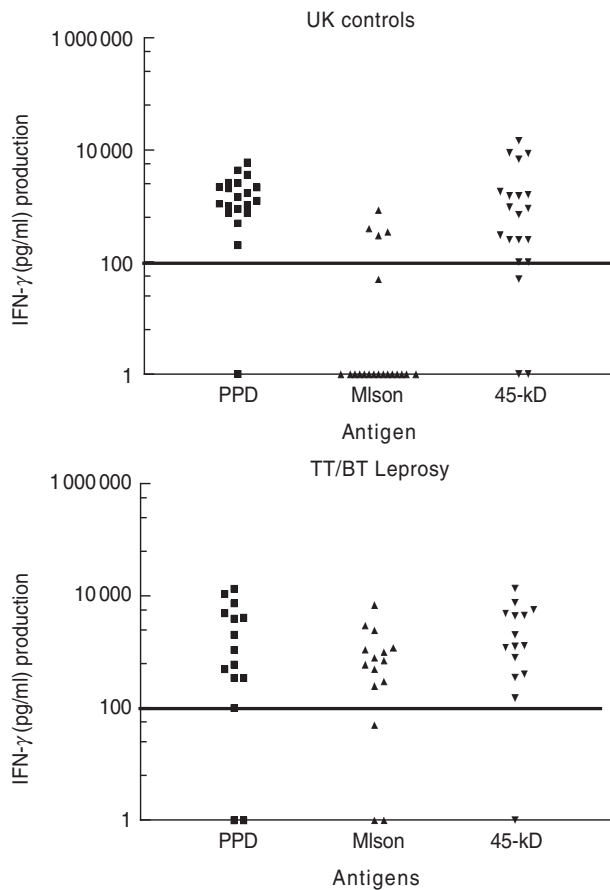 UK controls
1 000 000
10 000
100
1
IFN-γ (pg/ml) production
PPD MIson 45-kD
Antigen
TT/BT Leprosy
1 000 000
10 000
100
1
IFN-γ (pg/ml) production
PPD MIson 45-kD
Antigens